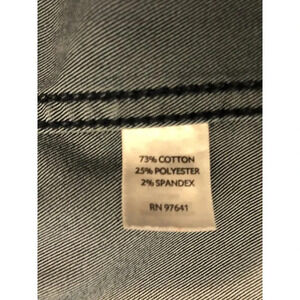 73% COTTON
25% POLYESTER
2% SPANDEX
RN 97641